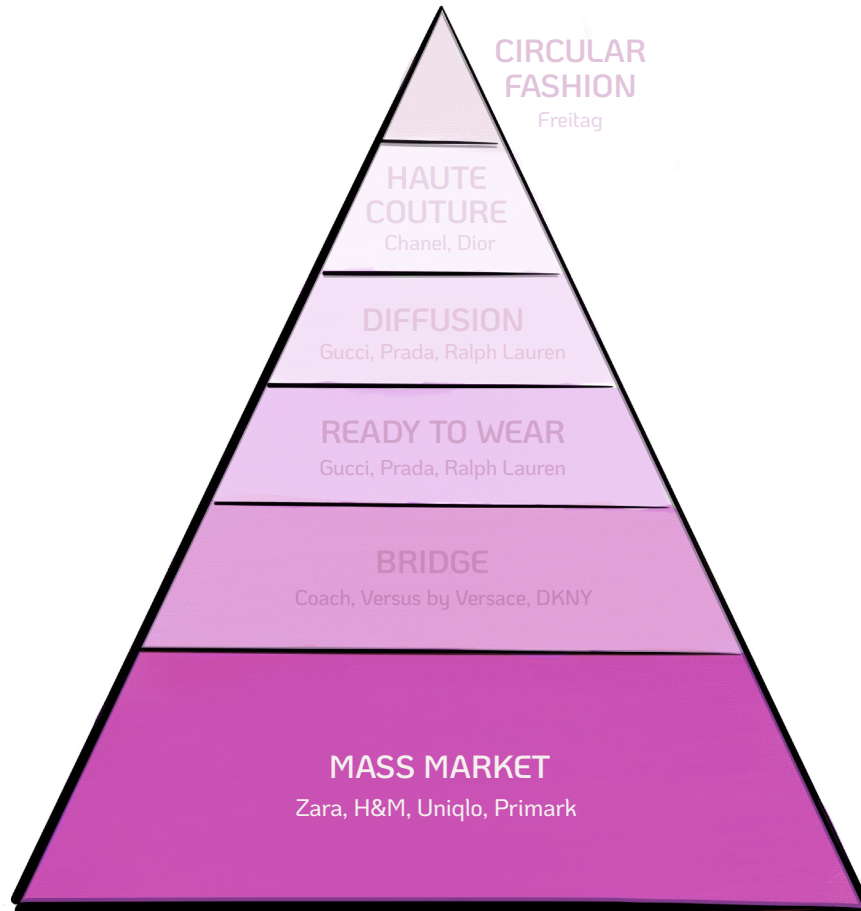 CIRCULAR
FASHION
Freitag
HAUTE
COUTURE
Chanel, Dior
DIFFUSION
Gucci, Prada, Ralph Lauren
READY TO WEAR
Gucci, Prada, Ralph Lauren
BRIDGE
Coach, Versus by Versace, DKNY
MASS MARKET
Zara, H&M, Uniqlo, Primark